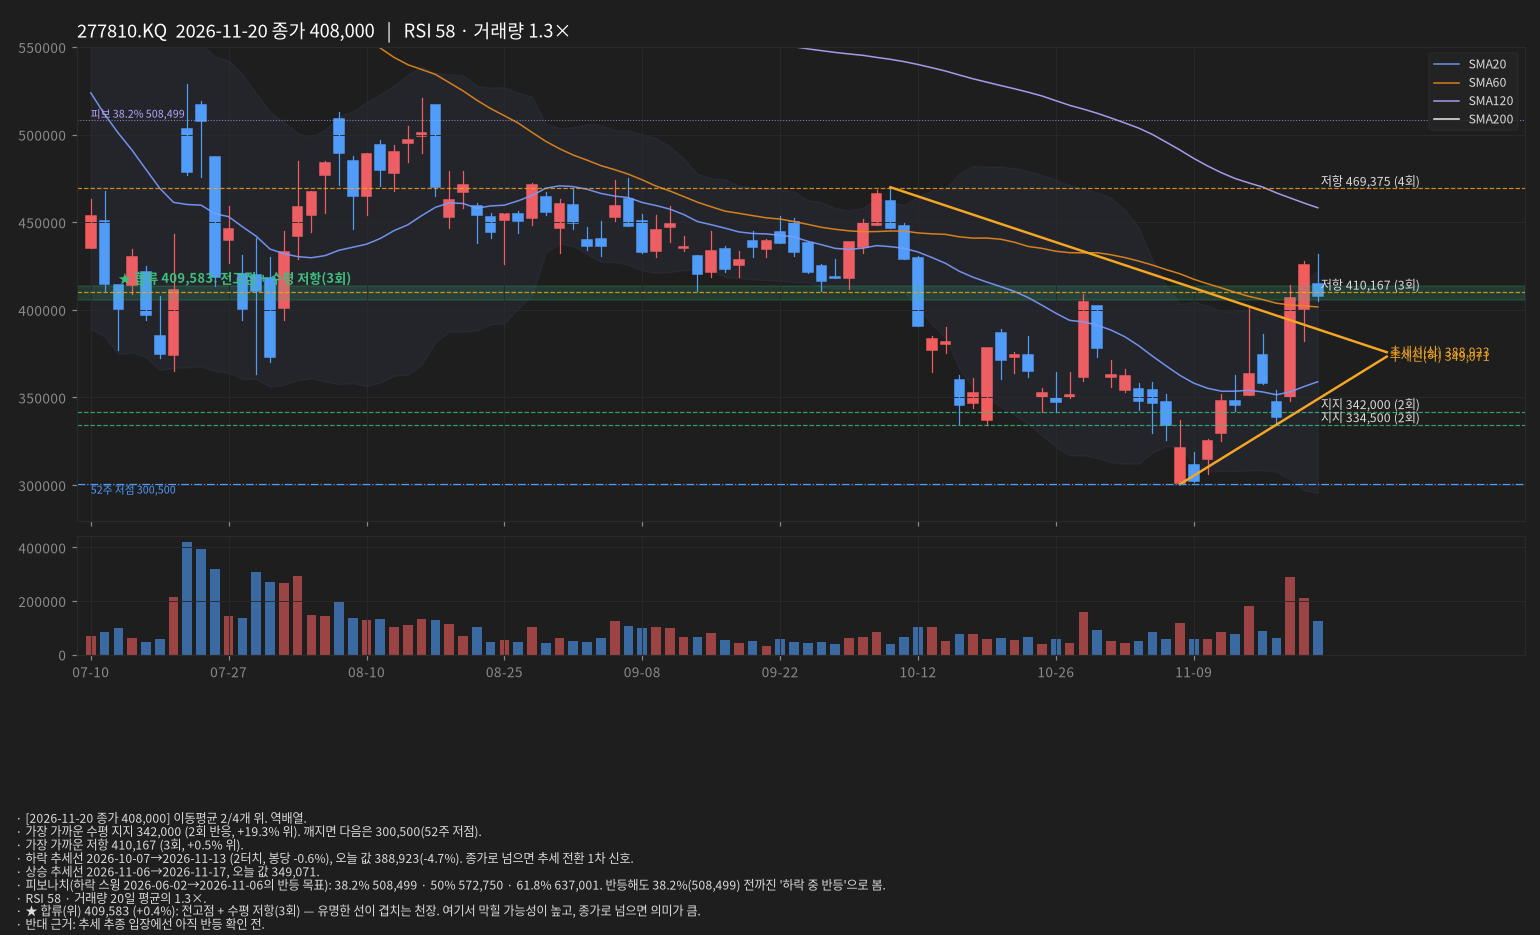 277810.KQ 2026-11-20 종가 408,000 | RSI 58 · 거래량 1.3×
550000
500000
450000
400000
350000
300000
SMA20
SMA60
SMA120
SMA200
피보 38.2% 508,499
저항 469,375 (4회)
★ 합류 409,583: 전고점 + 수평 저항(3회)
저항 410,167 (3회)
추세선(상) 388,923
추세선(하) 349,071
지지 342,000 (2회)
지지 334,500 (2회)
52주 저점 300,500
400000
200000
0
07-10
07-27
08-10
08-25
09-08
09-22
10-12
10-26
11-09
· [2026-11-20 종가 408,000] 이동평균 2/4개 위. 역배열.
· 가장 가까운 수평 지지 342,000 (2회 반응, +19.3% 위). 깨지면 다음은 300,500(52주 저점).
· 가장 가까운 저항 410,167 (3회, +0.5% 위).
· 하락 추세선 2026-10-07→2026-11-13 (2터치, 봉당 -0.6%), 오늘 값 388,923(-4.7%). 종가로 넘으면 추세 전환 1차 신호.
· 상승 추세선 2026-11-06→2026-11-17, 오늘 값 349,071.
· 피보나치(하락 스윙 2026-06-02→2026-11-06의 반등 목표): 38.2% 508,499 · 50% 572,750 · 61.8% 637,001. 반등해도 38.2%(508,499) 전까진 '하락 중 반등'으로 봄.
· RSI 58 · 거래량 20일 평균의 1.3×.
· ★ 합류(위) 409,583 (+0.4%): 전고점 + 수평 저항(3회) — 유명한 선이 겹치는 천장. 여기서 막힐 가능성이 높고, 종가로 넘으면 의미가 큼.
· 반대 근거: 추세 추종 입장에선 아직 반등 확인 전.